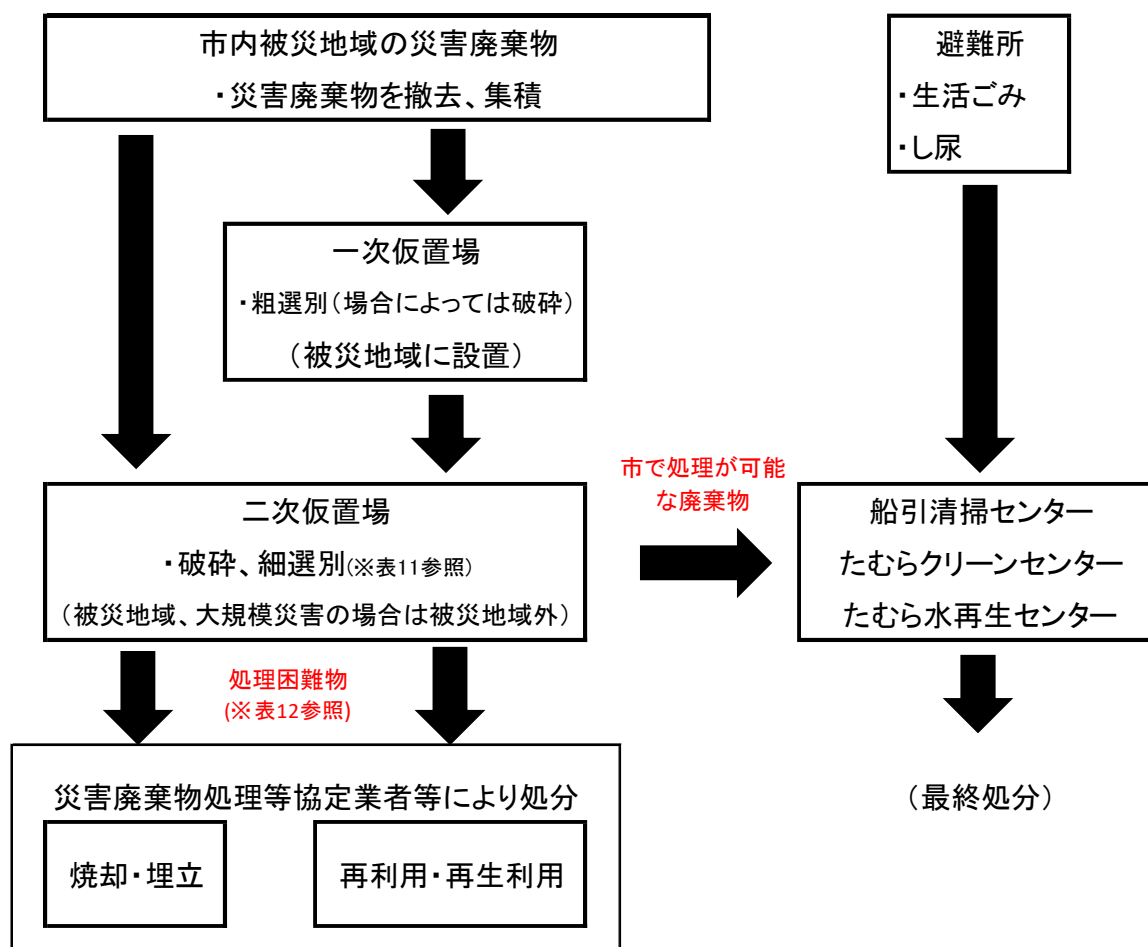 市内被災地域の災害廃棄物
・災害廃棄物を撤去、集積
避難所
・生活ごみ
・し尿
一次仮置場
・粗選別(場合によっては破砕)
(被災地域に設置)
二次仮置場
・破砕、細選別(※表11参照)
(被災地域、大規模災害の場合は被災地域外)
市で処理が可能
な廃棄物
船引清掃センター
たむらクリーンセンター
たむら水再生センター
処理困難物
(※表12参照)
災害廃棄物処理等協定業者等により処分
焼却・埋立
再利用・再生利用
(最終処分)